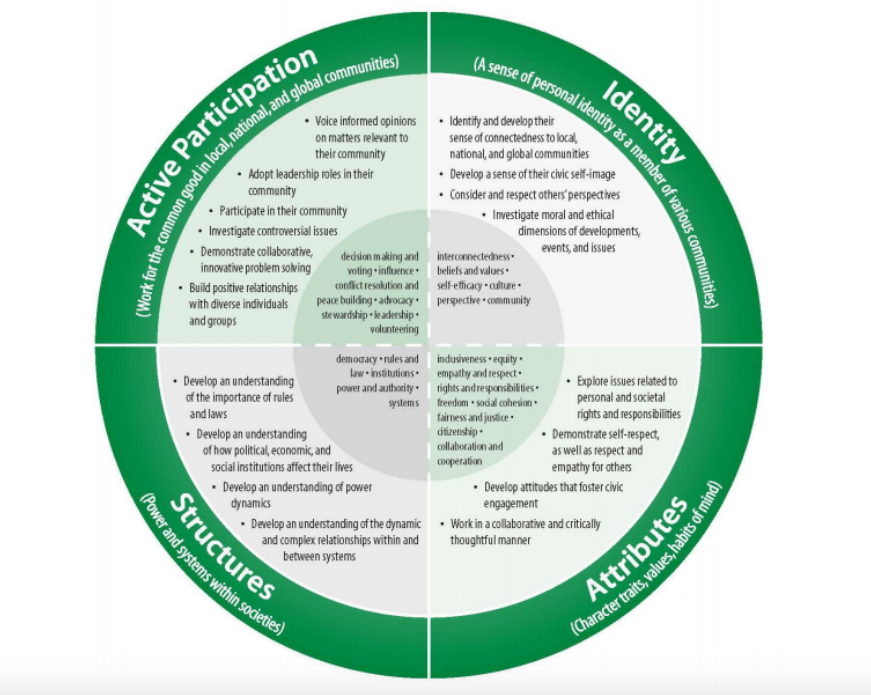 Active Participation
(Work for the common good in local, national, and global communities)
• Voice informed opinions
on matters relevant to
their community
• Adopt leadership roles in their
community
• Participate in their community
• Investigate controversial issues
• Demonstrate collaborative,
innovative problem solving
• Build positive relationships
with diverse individuals
and groups
decision making and
voting • influence •
conflict resolution and
peace building • advocacy •
stewardship • leadership •
volunteering
Identity
(A sense of personal identity as a member of various communities)
• Identify and develop their
sense of connectedness to local,
national, and global communities
• Develop a sense of their civic self-image
• Consider and respect others' perspectives
• Investigate moral and ethical
dimensions of developments,
events, and issues
interconnectedness •
beliefs and values •
self-efficacy • culture •
perspective • community
Structures
(Power and systems within societies)
• Develop an understanding
of the importance of rules
and laws
• Develop an understanding
of how political, economic, and
social institutions affect their lives
• Develop an understanding of power
dynamics
• Develop an understanding of the dynamic
and complex relationships within and
between systems
democracy • rules and
law • institutions •
power and authority •
systems
Attributes
(Character traits, values, habits of mind)
inclusiveness • equity •
empathy and respect •
rights and responsibilities •
freedom • social cohesion •
fairness and justice •
citizenship •
collaboration and
cooperation
• Explore issues related to
personal and societal
rights and responsibilities
• Demonstrate self-respect,
as well as respect and
empathy for others
• Develop attitudes that foster civic
engagement
• Work in a collaborative and critically
thoughtful manner